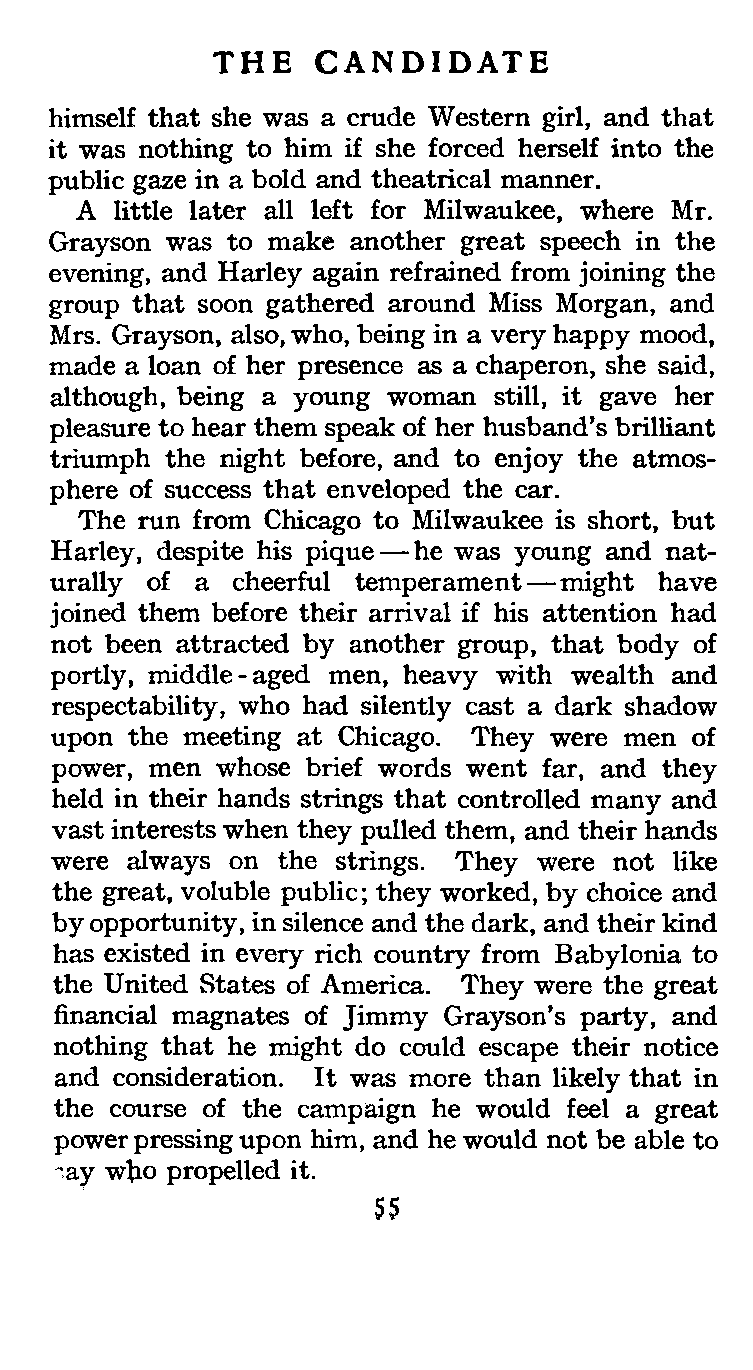 THE CANDIDATE
himself that she was a crude Western girl, and that
it was nothing to him if she forced herself into the
public gaze in a bold and theatrical manner.
A little later all left for Milwaukee, where Mr.
Grayson was to make another great speech in the
evening, and Harley again refrained from joining the
group that soon gathered around Miss Morgan, and
Mrs. Grayson, also, who, being in a very happy mood,
made a loan of her presence as a chaperon, she said,
although, being a young woman still, it gave her
pleasure to hear them speak of her husband's brilliant
triumph the night before, and to enjoy the atmos-
phere of success that enveloped the car.
The run from Chicago to Milwaukee is short, but
Harley, despite his pique—he was young and nat-
urally of a cheerful temperament—might have
joined them before their arrival if his attention had
not been attracted by another group, that body of
portly, middle-aged men, heavy with wealth and
respectability, who had silently cast a dark shadow
upon the meeting at Chicago. They were men of
power, men whose brief words went far, and they
held in their hands strings that controlled many and
vast interests when they pulled them, and their hands
were always on the strings. They were not like
the great, voluble public; they worked, by choice and
by opportunity, in silence and the dark, and their kind
has existed in every rich country from Babylonia to
the United States of America. They were the great
financial magnates of Jimmy Grayson's party, and
nothing that he might do could escape their notice
and consideration. It was more than likely that in
the course of the campaign he would feel a great
power pressing upon him, and he would not be able to
say who propelled it.
55